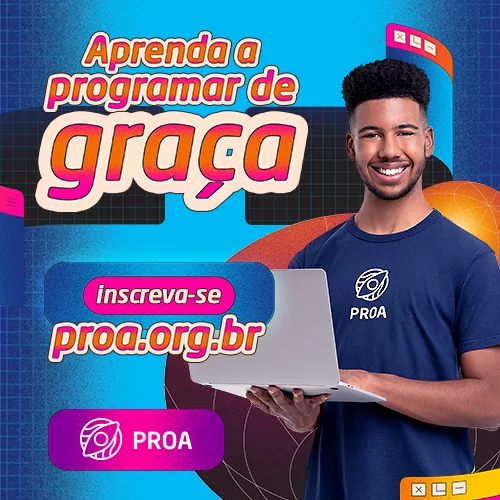 Aprenda a
programar de
graça
inscreva-se
proa.org.br
PROA
PROA